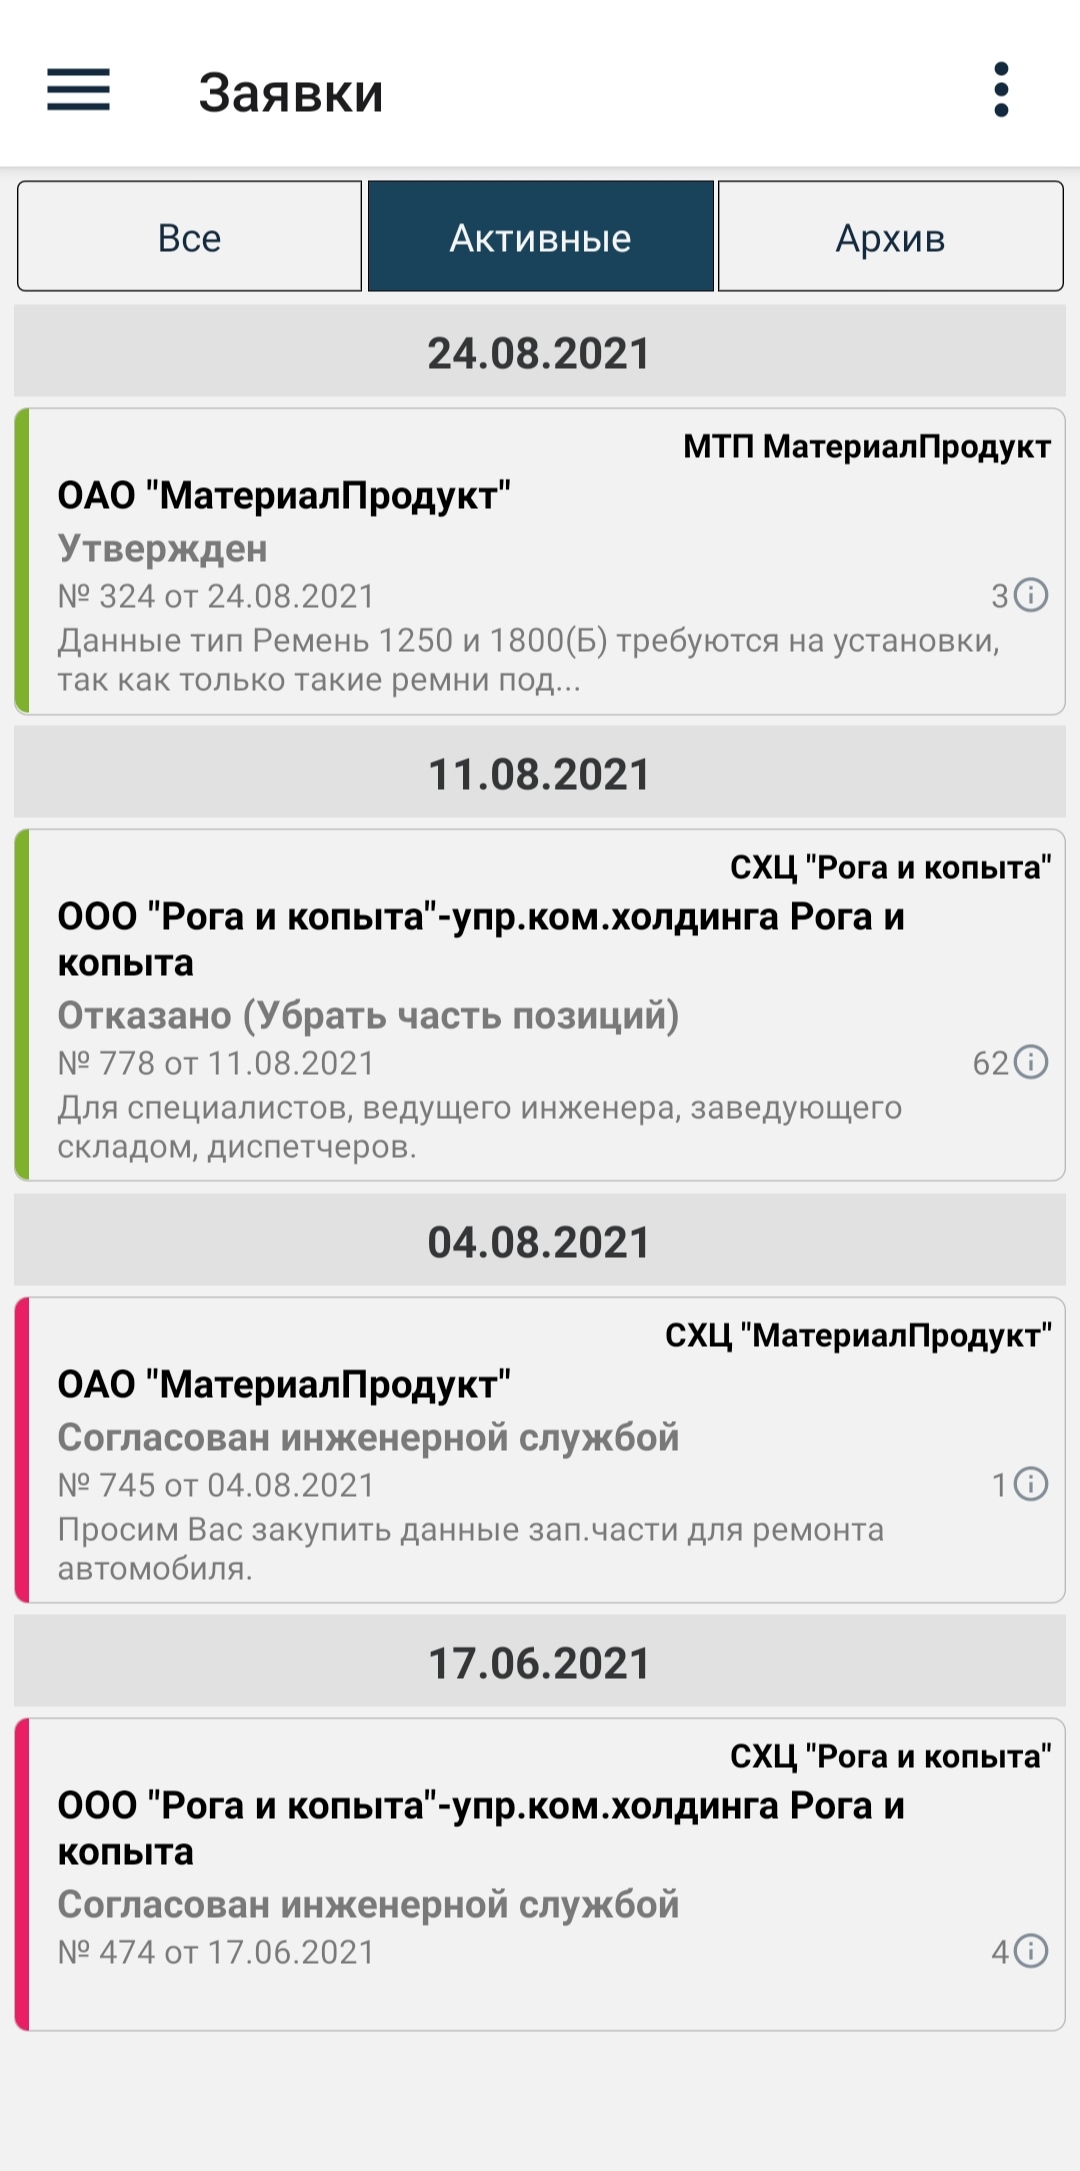 Заявки
Все
Активные
Архив
24.08.2021
МТП МатериалПродукт
ОАО "МатериалПродукт"
Утвержден
№ 324 от 24.08.2021
3
Данные тип Ремень 1250 и 1800(Б) требуются на установки,
так как только такие ремни под...
11.08.2021
СХЦ "Рога и копыта"
ООО "Рога и копыта"-упр.ком.холдинга Рога и
копыта
Отказано (Убрать часть позиций)
№ 778 от 11.08.2021
62
Для специалистов, ведущего инженера, заведующего
складом, диспетчеров.
04.08.2021
СХЦ "МатериалПродукт"
ОАО "МатериалПродукт"
Согласован инженерной службой
№ 745 от 04.08.2021
1
Просим Вас закупить данные зап.части для ремонта
автомобиля.
17.06.2021
СХЦ "Рога и копыта"
ООО "Рога и копыта"-упр.ком.холдинга Рога и
копыта
Согласован инженерной службой
№ 474 от 17.06.2021
4